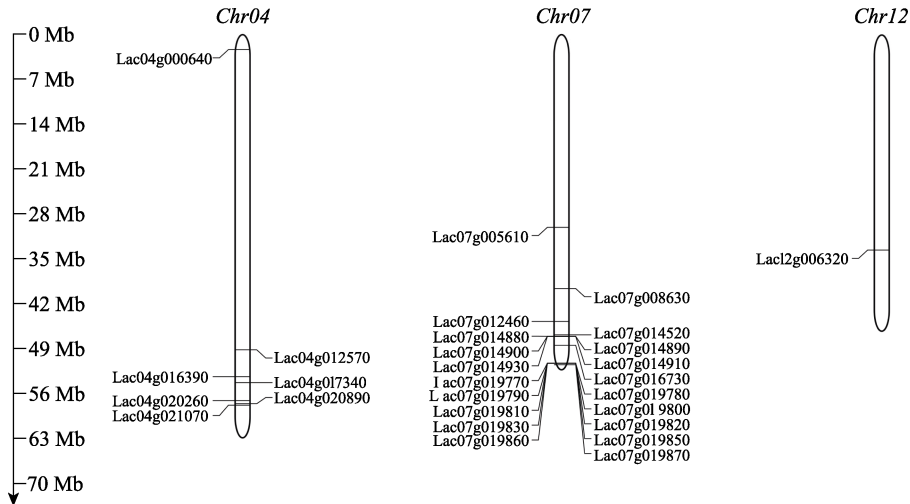 Chr04 Chr07 Chr12
0 Mb
7 Mb
14 Mb
21 Mb
28 Mb
35 Mb
42 Mb
49 Mb
56 Mb
63 Mb
70 Mb
Lac04g000640
Lac04g012570
Lac04g016390
Lac04g0l7340
Lac04g020260
Lac04g020890
Lac04g021070
Lac07g005610
Lac07g008630
Lac07g012460
Lac07g014880
Lac07g014900
Lac07g014930
I ac07g019770
L ac07g019790
Lac07g019810
Lac07g019830
Lac07g019860
Lac07g014520
Lac07g014890
Lac07g014910
Lac07g016730
Lac07g019780
Lac07g0l9800
Lac07g019820
Lac07g019850
Lac07g019870
Lacl2g006320